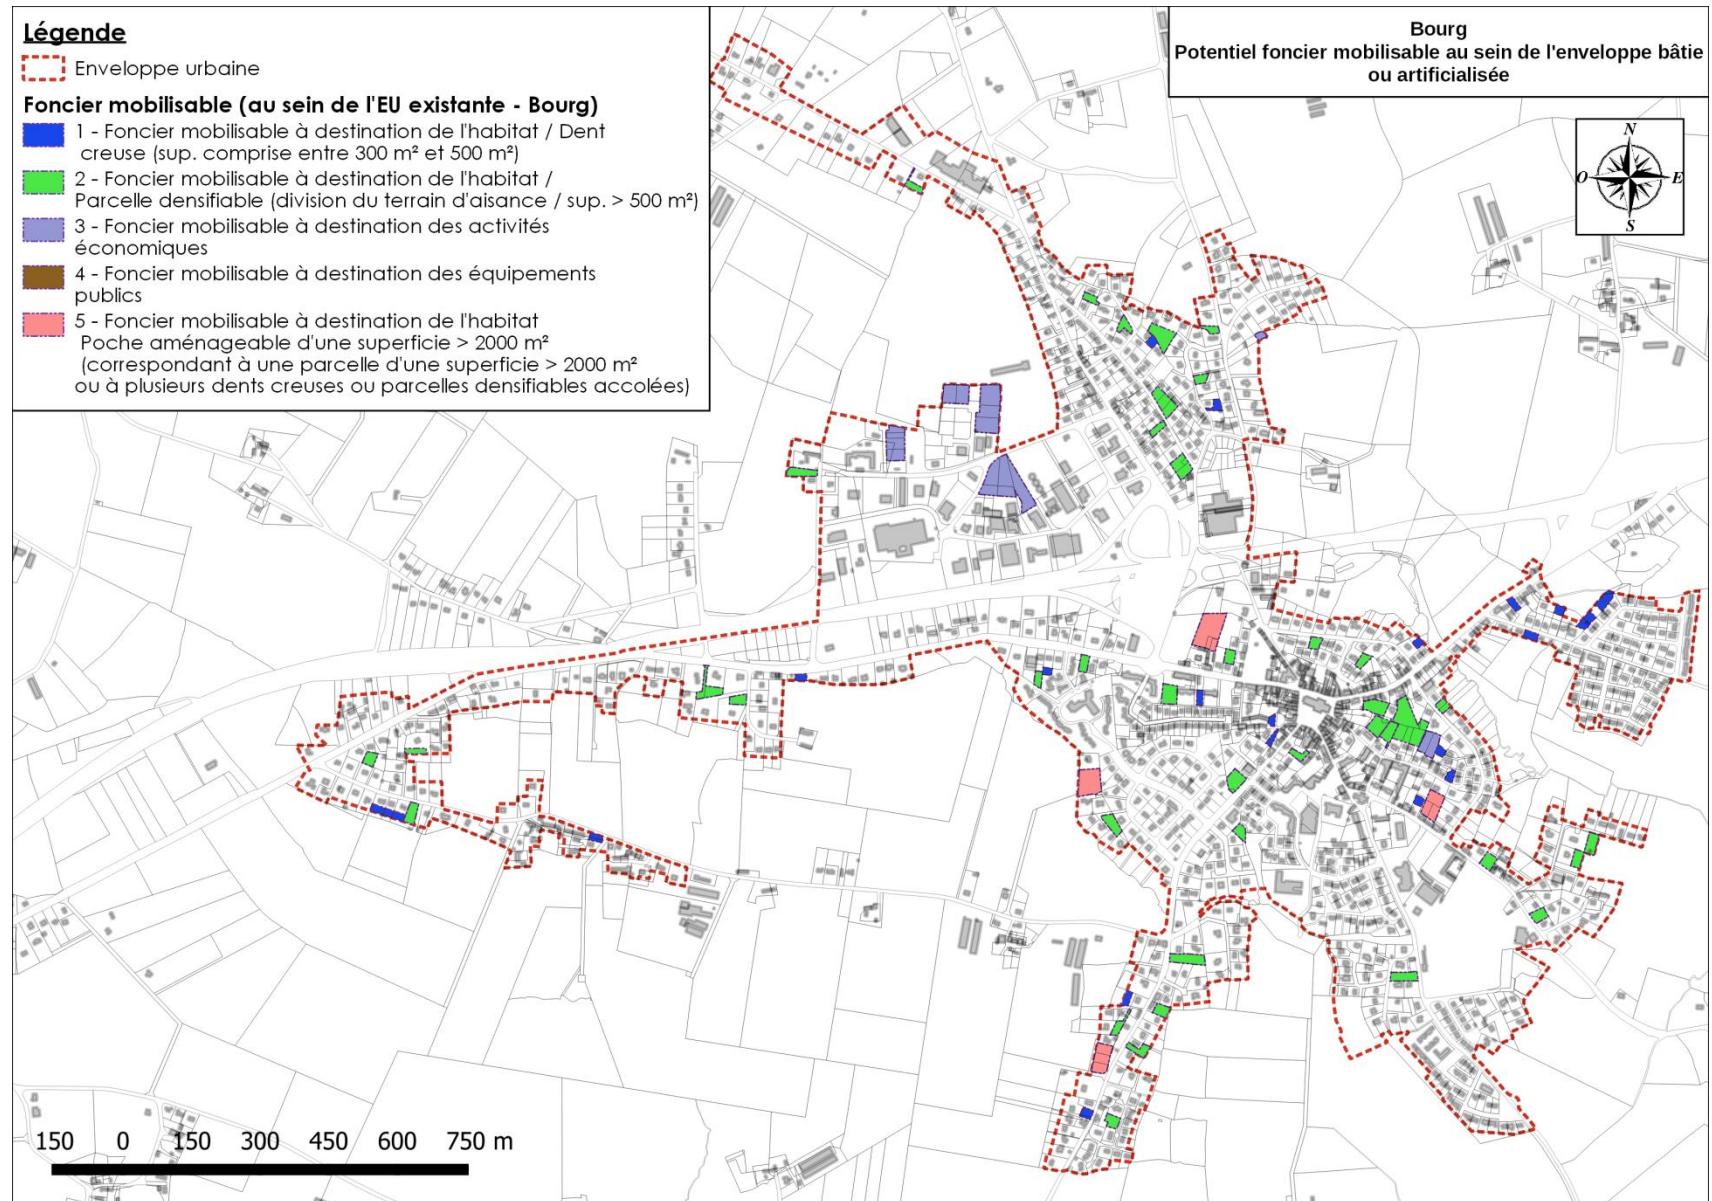 Légende
Enveloppe urbaine
Foncier mobilisable (au sein de l'EU existante - Bourg)
1 - Foncier mobilisable à destination de l'habitat / Dent
creuse (sup. comprise entre 300 m² et 500 m²)
2 - Foncier mobilisable à destination de l'habitat /
Parcelle densifiable (division du terrain d'aisance / sup. > 500 m²)
3 - Foncier mobilisable à destination des activités
économiques
4 - Foncier mobilisable à destination des équipements
publics
5 - Foncier mobilisable à destination de l'habitat
Poche aménageable d'une superficie > 2000 m²
(correspondant à une parcelle d'une superficie > 2000 m²
ou à plusieurs dents creuses ou parcelles densifiables accolées)
Bourg
Potentiel foncier mobilisable au sein de l'enveloppe bâtie
ou artificialisée
N
O E
S
150 0 150 300 450 600 750 m